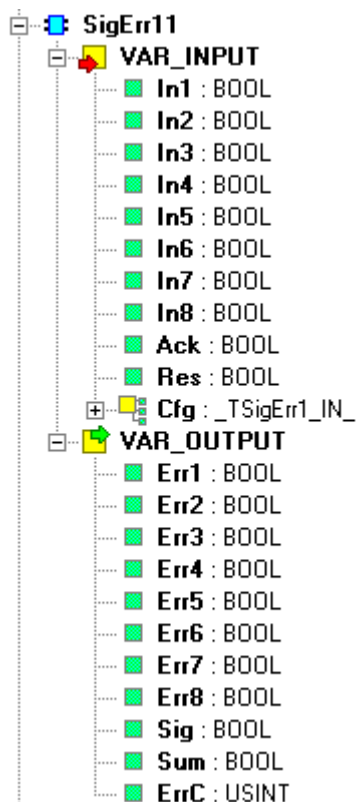 SigErr11
VAR_INPUT
In1 : BOOL
In2 : BOOL
In3 : BOOL
In4 : BOOL
In5 : BOOL
In6 : BOOL
In7 : BOOL
In8 : BOOL
Ack : BOOL
Res : BOOL
Cfg : _TSigErr1_IN_
VAR_OUTPUT
Err1 : BOOL
Err2 : BOOL
Err3 : BOOL
Err4 : BOOL
Err5 : BOOL
Err6 : BOOL
Err7 : BOOL
Err8 : BOOL
Sig : BOOL
Sum : BOOL
ErrC : USINT